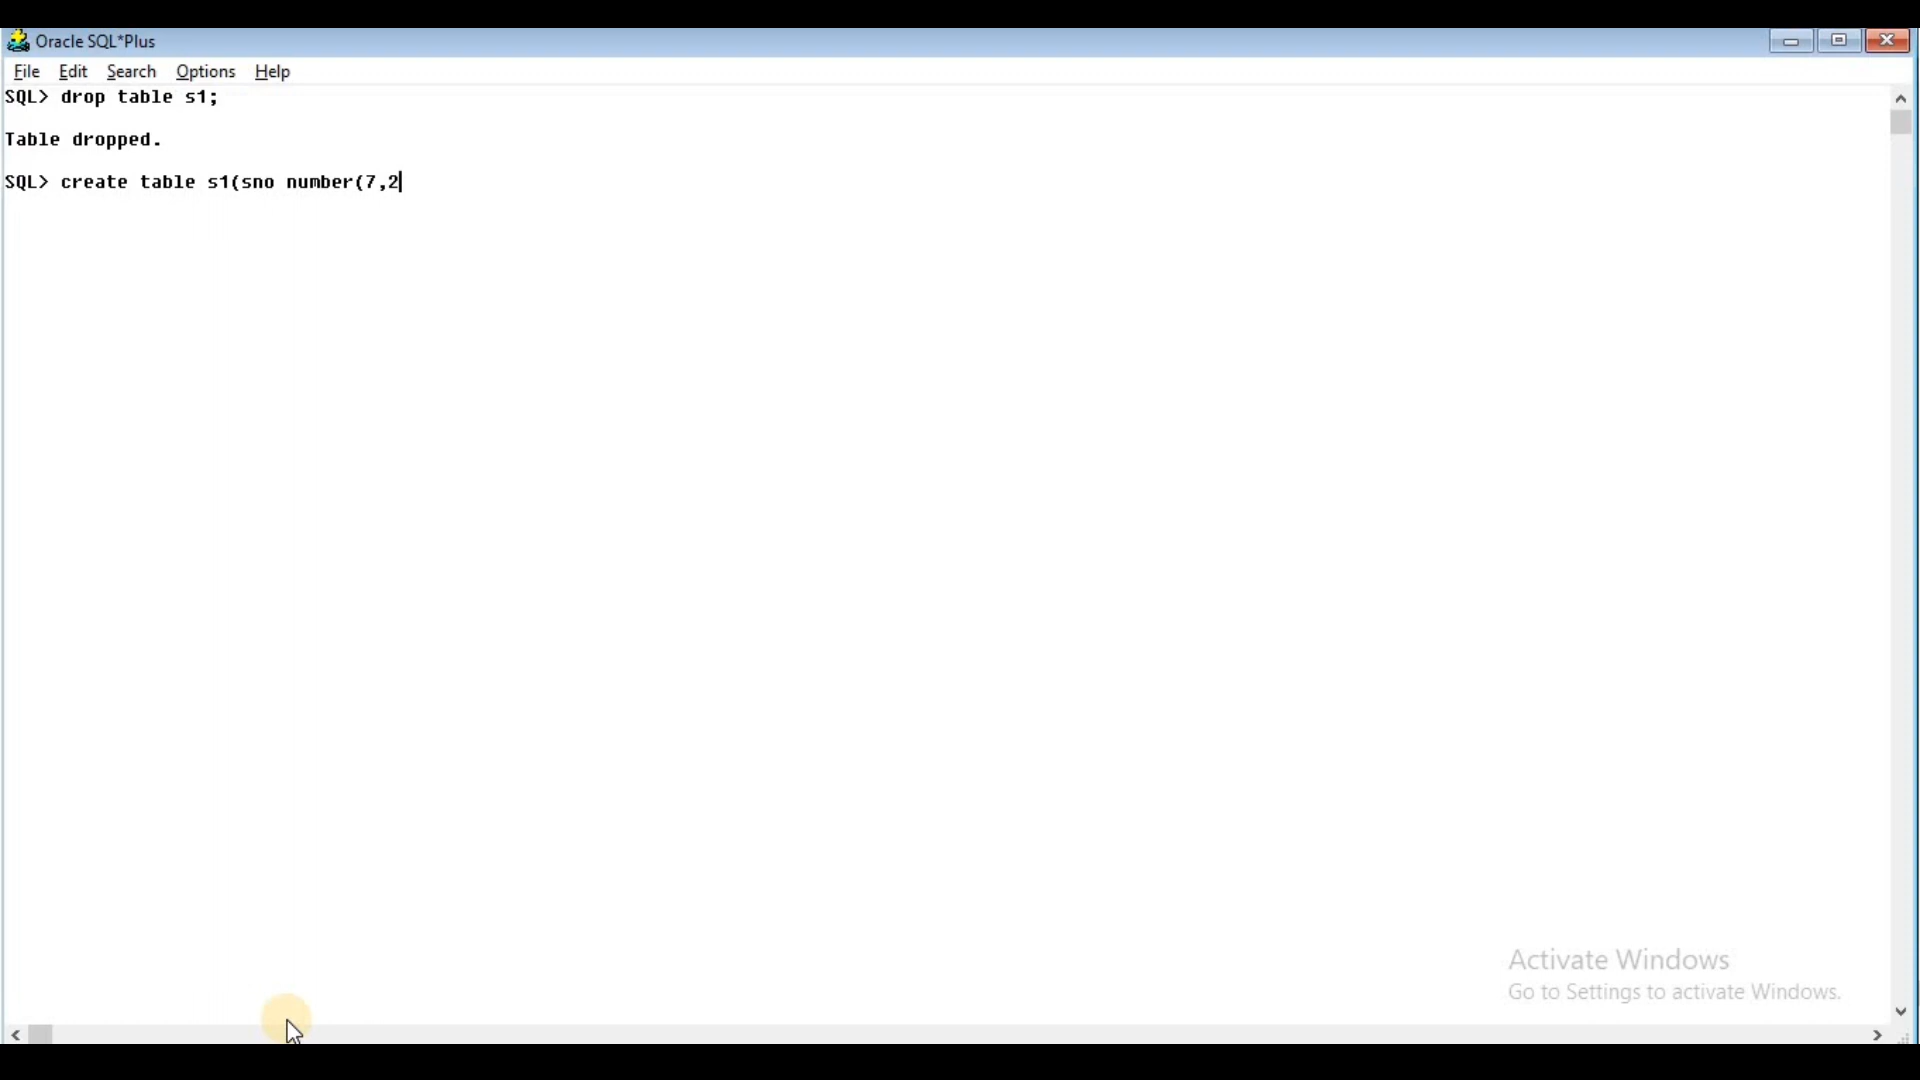 Oracle SQL*Plus
File Edit Search Options Help
SQL> drop table s1;
Table dropped.
SQL> create table s1(sno number(7,2
Activate Windows
Go to Settings to activate Windows.